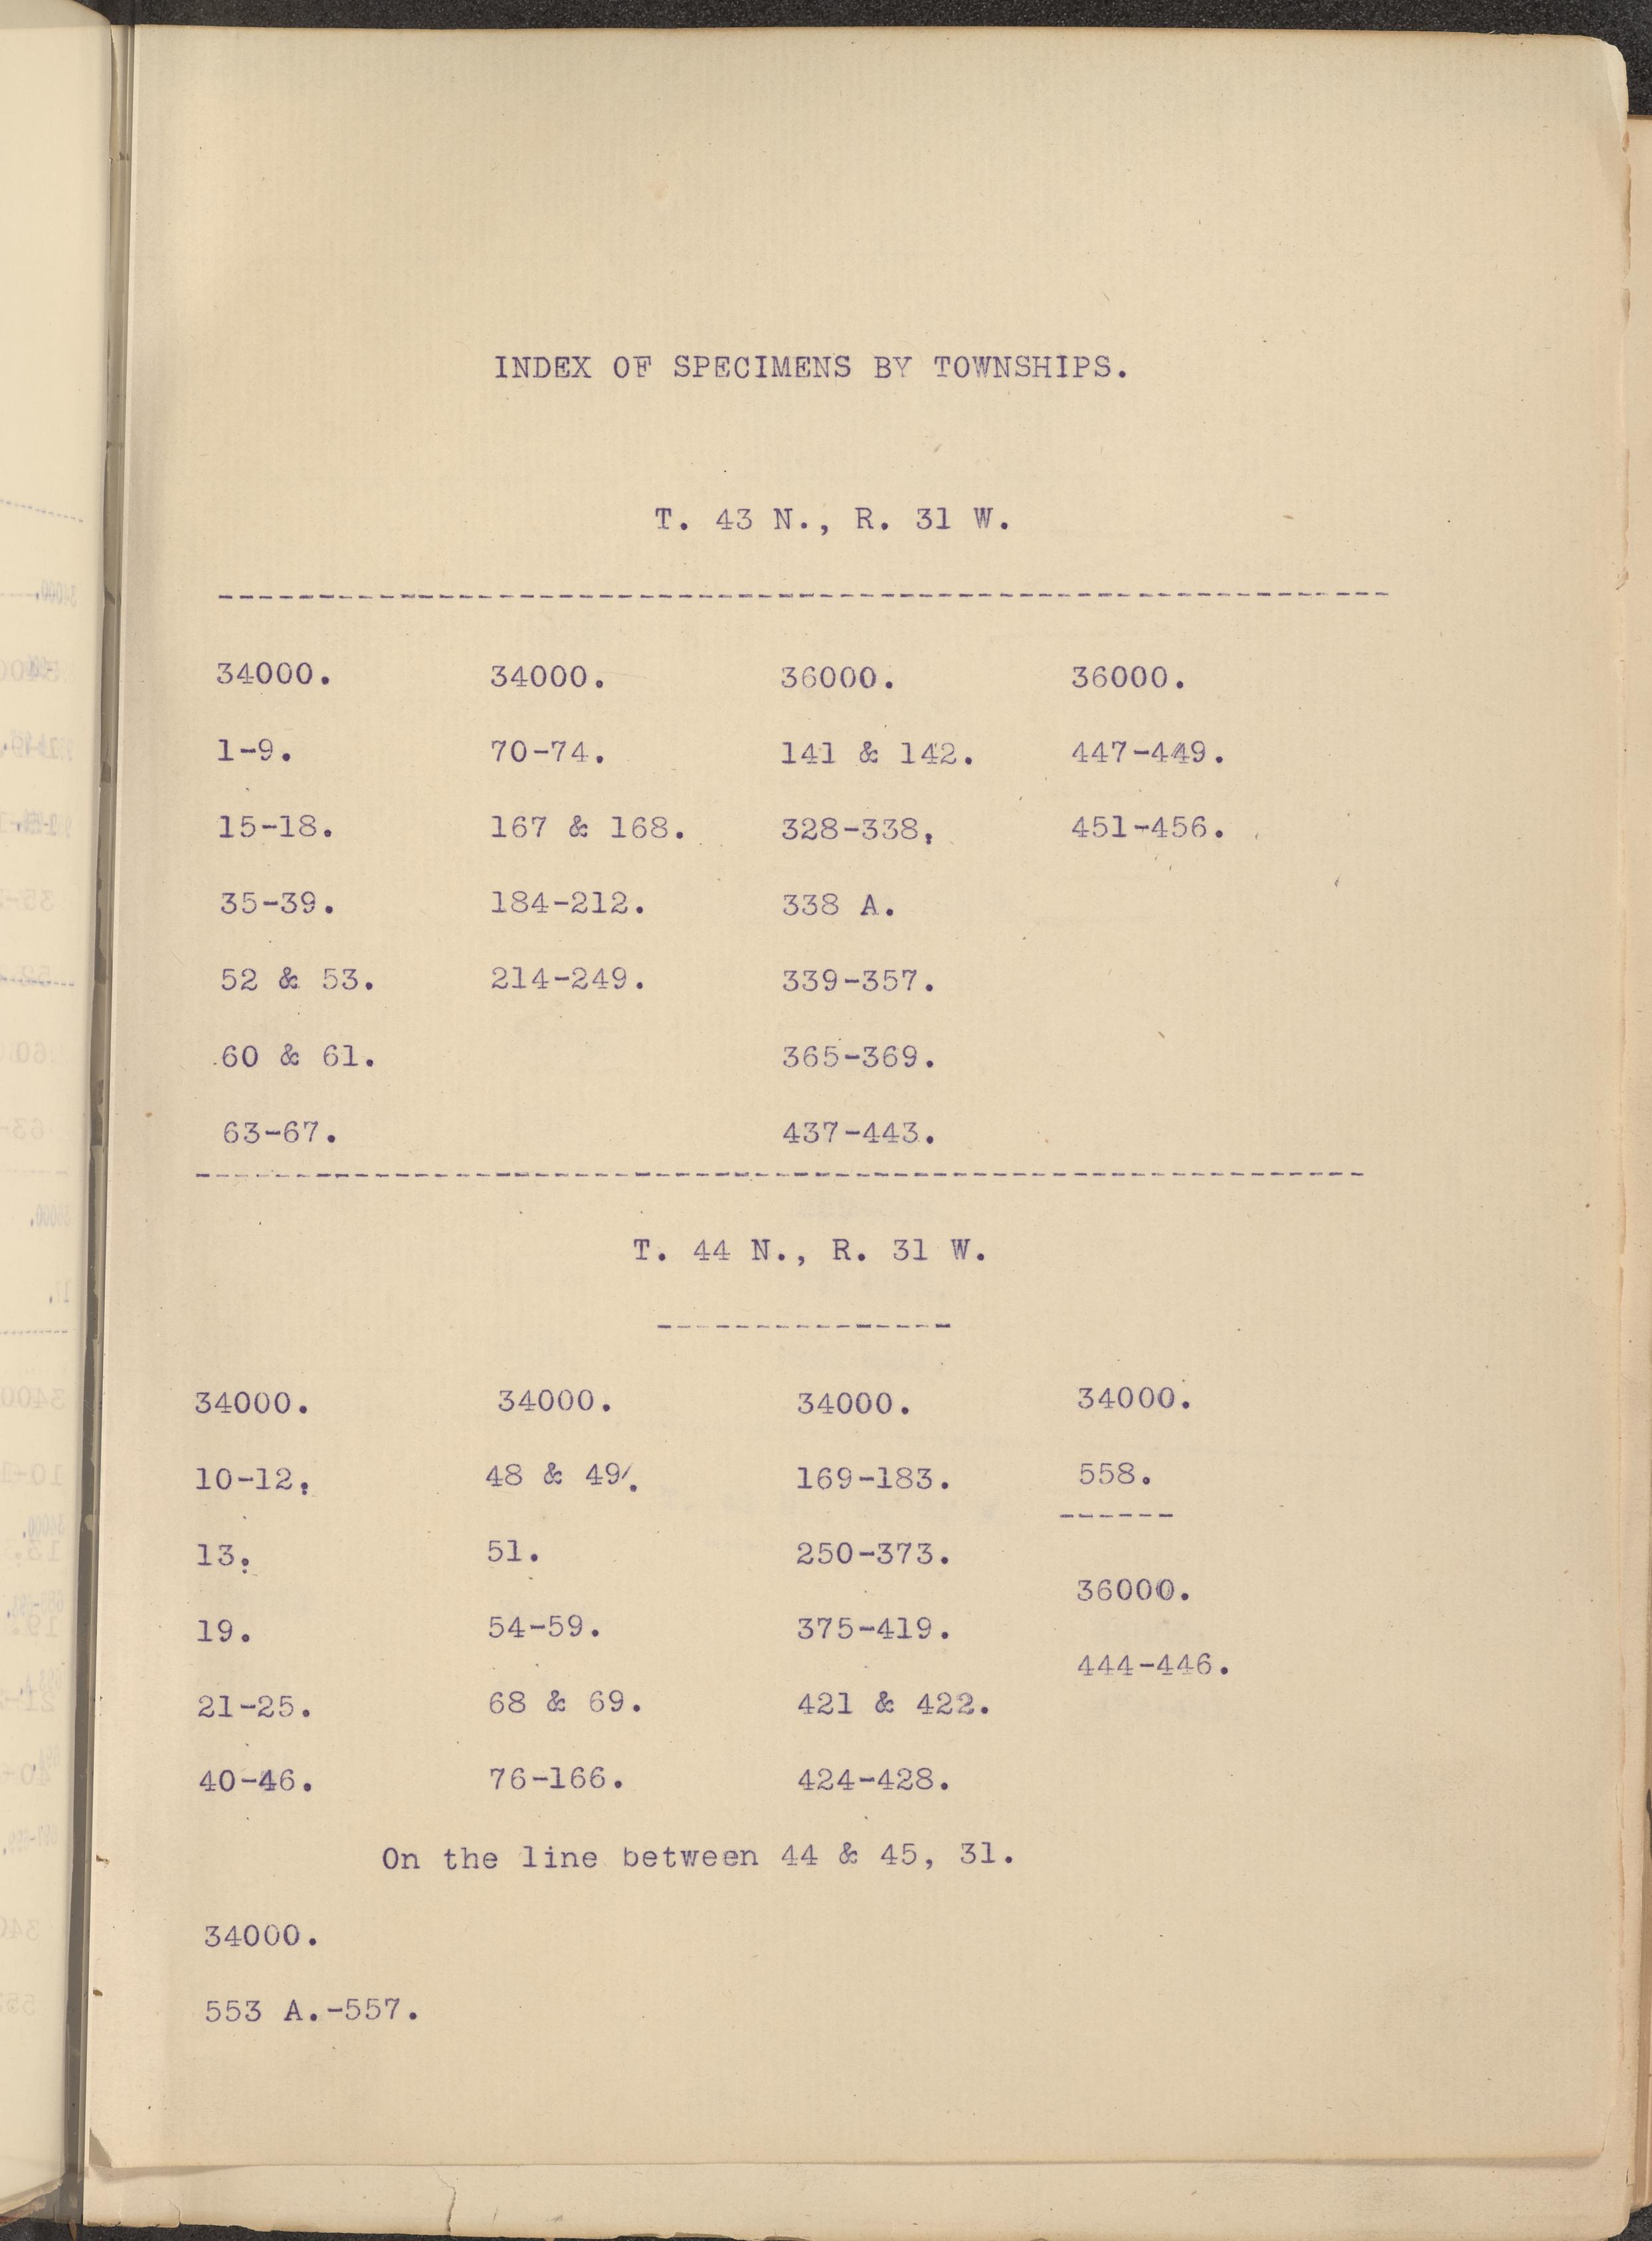 INDEX OF SPECIMENS BY TOWNSHIPS.
T. 43 N., R. 31 W.
34000. 34000. 36000. 36000.
1-9. 70-74. 141 & 142. 447-449.
15-18. 167 & 168. 328-338, 451-456.
35-39. 184-212. 338 A.
52 & 53. 214-249. 339-357.
60 & 61. 365-369.
63-67. 437-443.
T. 44 N., R. 31 W.
34000. 34000. 34000. 34000.
10-12. 48 & 49. 169-183. 558.
13. 51. 250-373.
36000.
19. 54-59. 375-419.
444-446.
21-25. 68 & 69. 421 & 422.
40-46. 76-166. 424-428.
On the line between 44 & 45, 31.
34000.
553 A.-557.